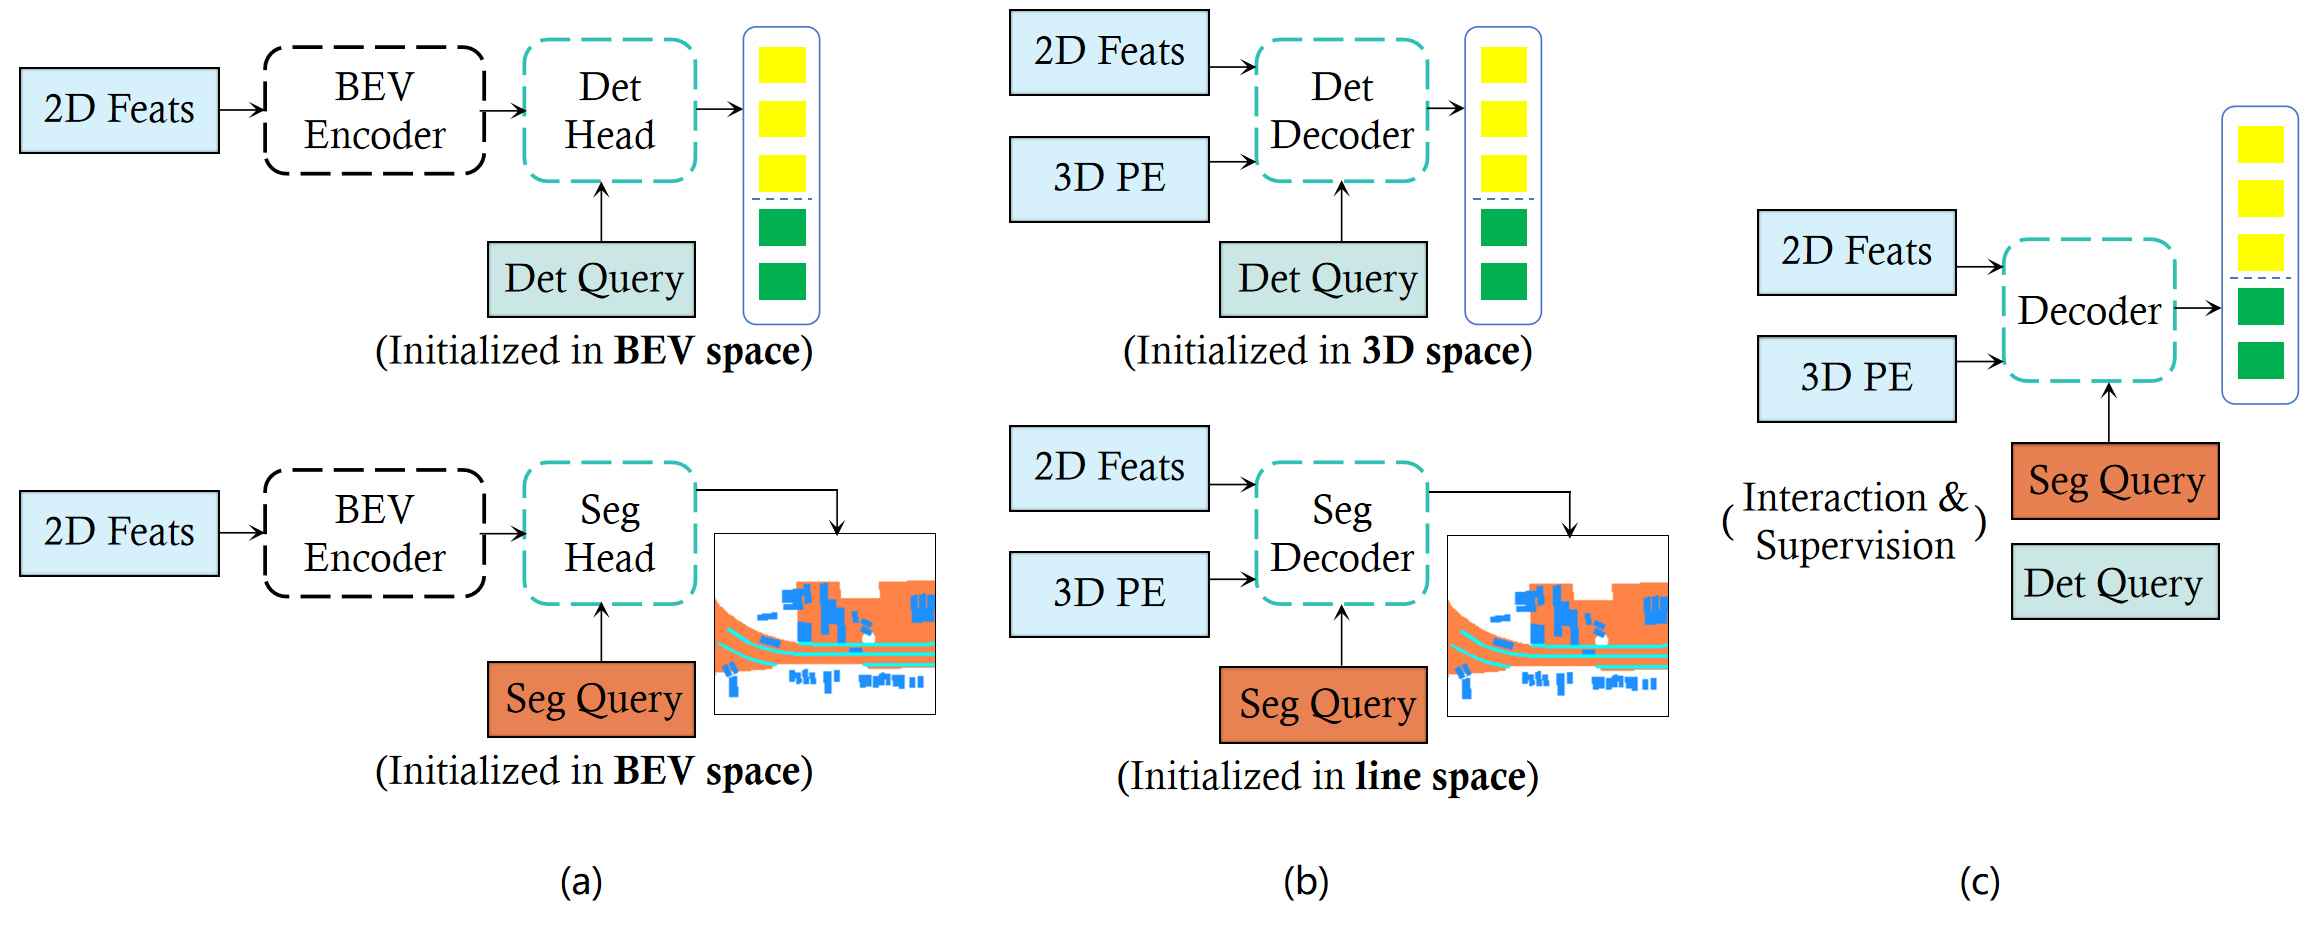 2D Feats
BEV
Encoder
Det
Head
Det Query
(Initialized in BEV space)
2D Feats
BEV
Encoder
Seg
Head
Seg Query
(Initialized in BEV space)
(a)
2D Feats
3D PE
Det
Decoder
Det Query
(Initialized in 3D space)
2D Feats
3D PE
Seg
Decoder
Seg Query
(Initialized in line space)
(b)
2D Feats
3D PE
Decoder
Seg Query
Det Query
(Interaction &
Supervision)
(c)